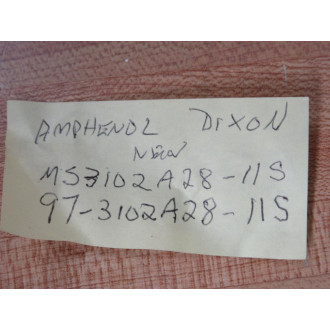 AMPHENOL DIXON
NEW
MS3102A28-11S
97-3102A28-11S